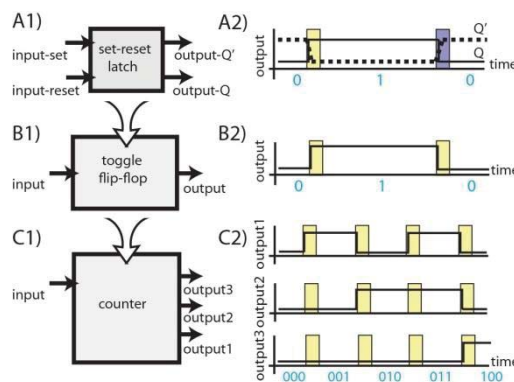 A1)
input-set
input-reset
set-reset
latch
output-Q'
output-Q
A2)
output
Q'
Q
time
0 1 0
B1)
input
toggle
flip-flop
output
B2)
output
time
0 1 0
C1)
input
counter
output3
output2
output1
C2)
output1
output2
output3
time
000 001 010 011 100